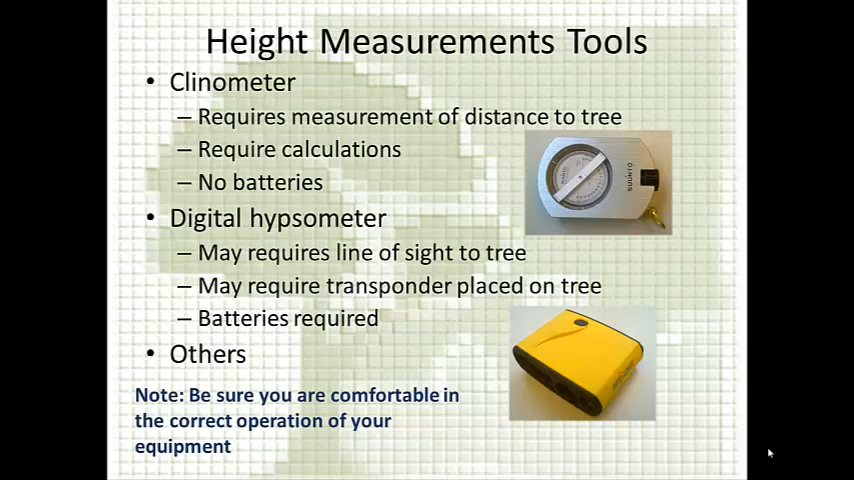 Height Measurements Tools
• Clinometer
– Requires measurement of distance to tree
– Require calculations
– No batteries
SUUNTO
• Digital hypsometer
– May requires line of sight to tree
– May require transponder placed on tree
– Batteries required
• Others
Note: Be sure you are comfortable in
the correct operation of your
equipment